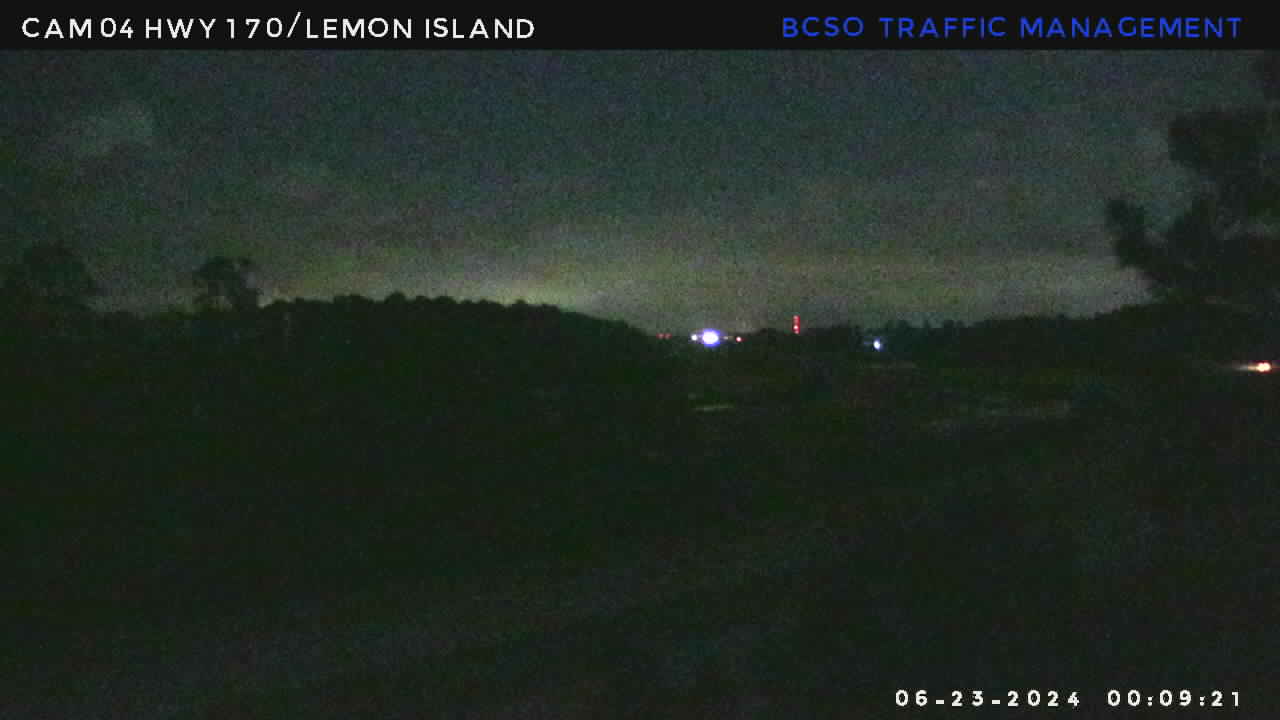 CAM04 HWY 170/LEMON ISLAND
BCSO TRAFFIC MANAGEMENT
06-23-2024 00:09:21